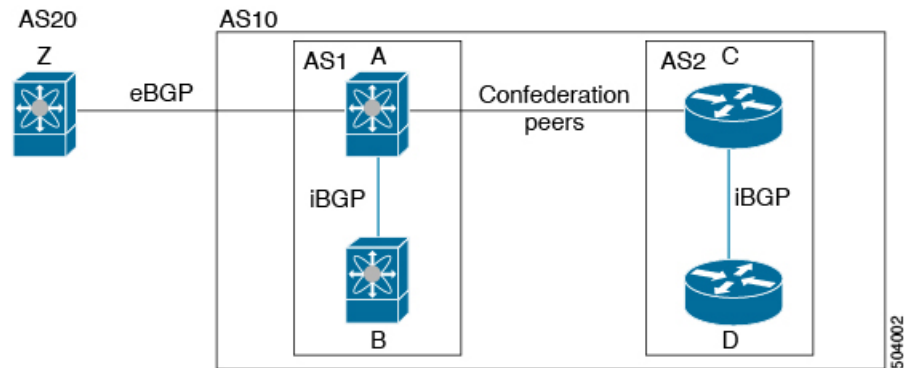 AS20
AS10
Z
AS1
A
AS2
C
eBGP
Confederation
peers
iBGP
iBGP
B
D
504002